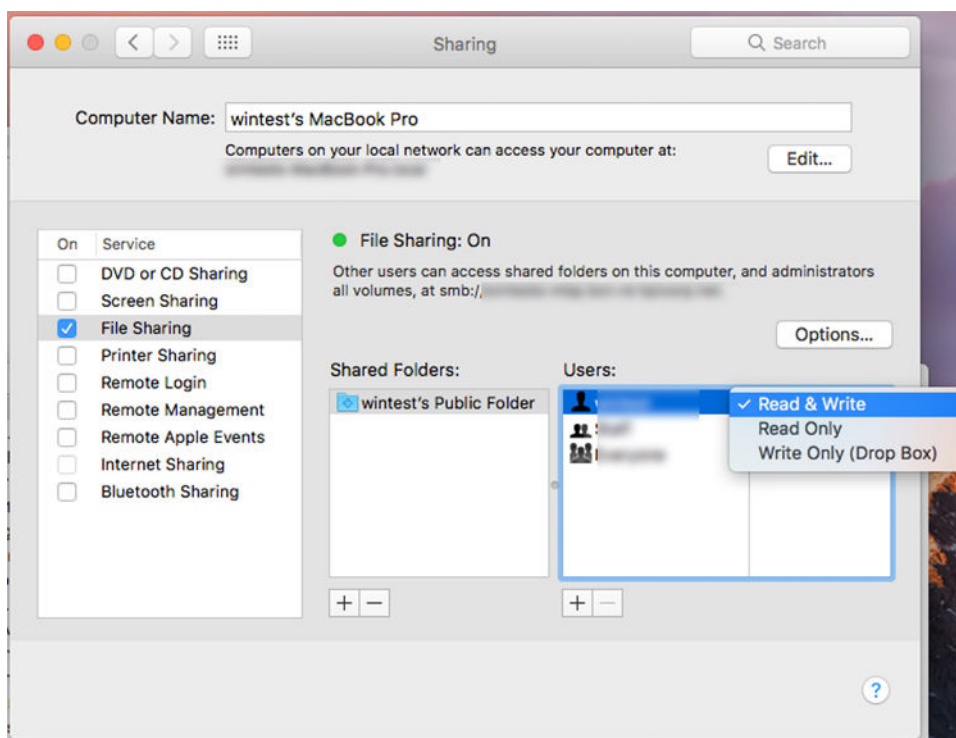 Sharing
Search
Computer Name: wintest's MacBook Pro
Computers on your local network can access your computer at:
Edit...
On Service
File Sharing: On
DVD or CD Sharing
Other users can access shared folders on this computer, and administrators
all volumes, at smb:/
Screen Sharing
File Sharing
Options...
Printer Sharing
Remote Login
Shared Folders:
Users:
Remote Management
wintest's Public Folder
Read & Write
Remote Apple Events
Read Only
Internet Sharing
Write Only (Drop Box)
Bluetooth Sharing